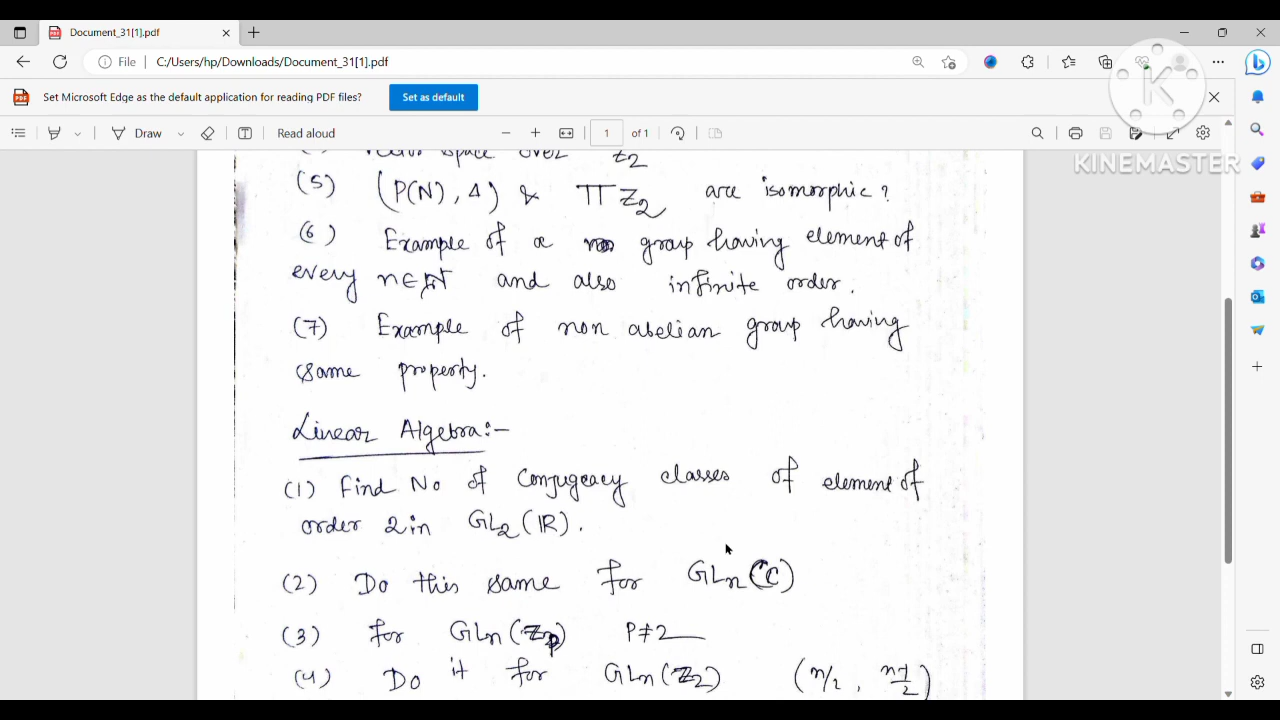 Document_31[1].pdf
File C:/Users/hp/Downloads/Document_31[1].pdf
Set Microsoft Edge as the default application for reading PDF files? Set as default
Draw Read aloud 1 of 1
KINEMASTER
space over Z2
(5) (P(N), Δ) & ΠZ2 are isomorphic?
(6) Example of a group having element of
every n∈N and also infinite order.
(7) Example of non abelian group having
same property.
Linear Algebra:-
(1) Find No of Conjugeacy classes of element of
order 2 in GL2(IR).
(2) Do this same for GLn(C)
(3) for GLn(Zp) P≠2
(4) Do it for GLn(Z2) (n/2, n-1/2)